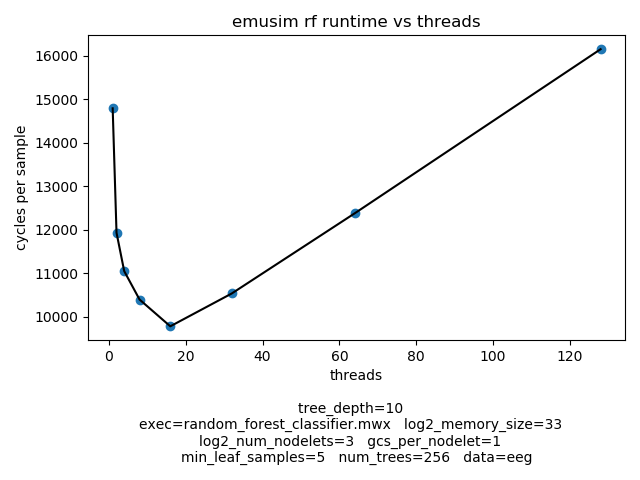 emusim rf runtime vs threads
16000
15000
14000
13000
12000
11000
10000
cycles per sample
0 20 40 60 80 100 120
threads
tree_depth=10
exec=random_forest_classifier.mwx log2_memory_size=33
log2_num_nodelets=3 gcs_per_nodelet=1
min_leaf_samples=5 num_trees=256 data=eeg